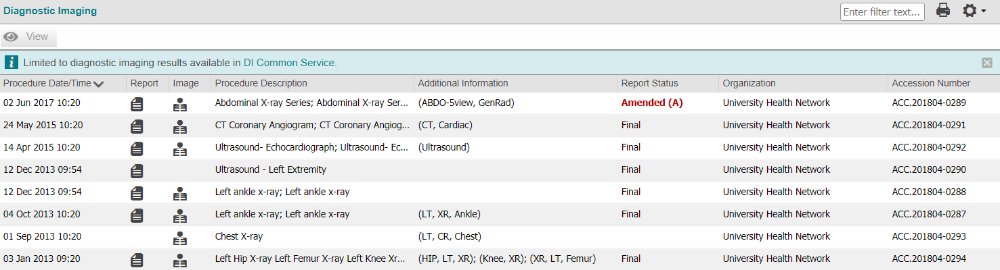 Diagnostic Imaging Enter filter text...
View
Limited to diagnostic imaging results available in DI Common Service.
Procedure Date/Time Report Image Procedure Description Additional Information Report Status Organization Accession Number
02 Jun 2017 10:20 Abdominal X-ray Series; Abdominal X-ray Ser... (ABDO-5view, GenRad) Amended (A) University Health Network ACC.201804-0289
24 May 2015 10:20 CT Coronary Angiogram; CT Coronary Angiog... (CT, Cardiac) Final University Health Network ACC.201804-0291
14 Apr 2015 10:20 Ultrasound- Echocardiograph; Ultrasound- Ec... (Ultrasound) Final University Health Network ACC.201804-0292
12 Dec 2013 09:54 Ultrasound - Left Extremity Final University Health Network ACC.201804-0290
12 Dec 2013 09:54 Left ankle x-ray; Left ankle x-ray Final University Health Network ACC.201804-0288
04 Oct 2013 10:20 Left ankle x-ray; Left ankle x-ray (LT, XR, Ankle) Final University Health Network ACC.201804-0287
01 Sep 2013 10:20 Chest X-ray (LT, CR, Chest) University Health Network ACC.201804-0293
03 Jan 2013 09:20 Left Hip X-ray Left Femur X-ray Left Knee Xr... (HIP, LT, XR); (Knee, XR); (XR, LT, Femur) Final University Health Network ACC.201804-0294